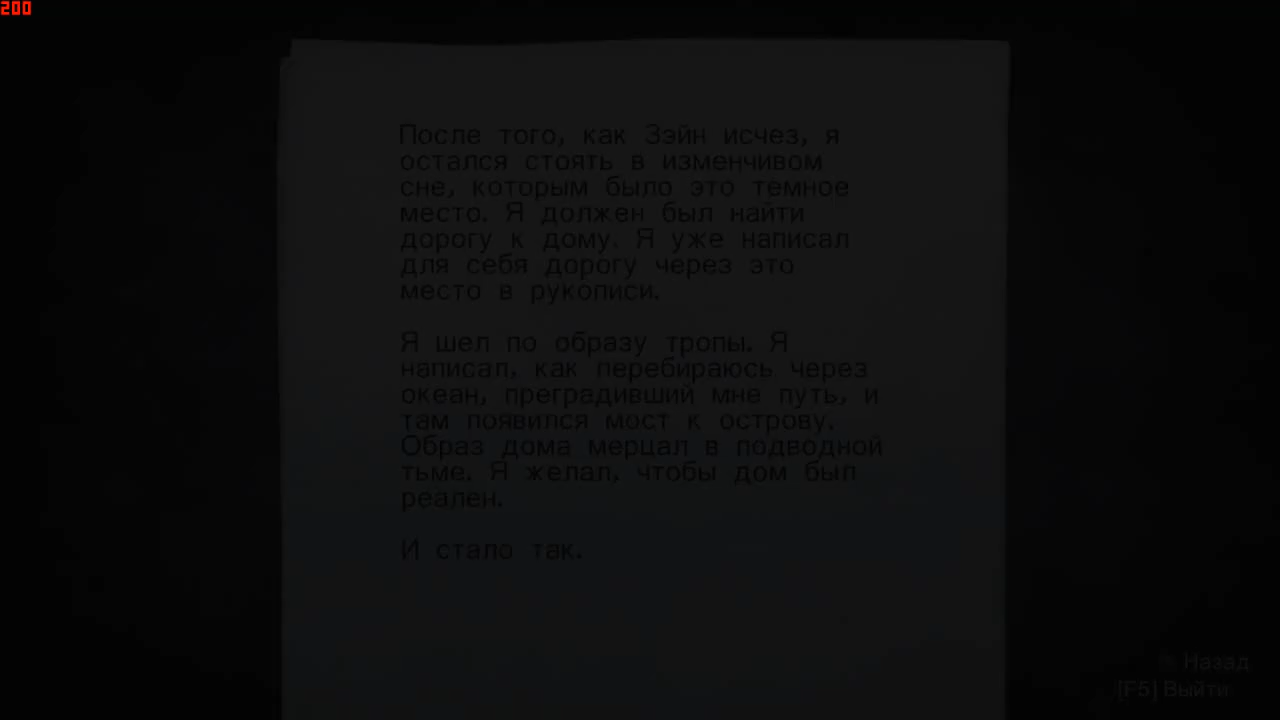 200
После того, как Зэйн исчез, я
остался стоять в изменчивом
сне, которым было это темное
место. Я должен был найти
дорогу к дому. Я уже написал
для себя дорогу через это
место в рукописи.
Я шел по образу тропы. Я
написал, как перебираюсь через
океан, преградивший мне путь, и
там появился мост к острову.
Образ дома мерцал в подводной
тьме. Я желал, чтобы дом был
реален.
И стало так.
Назад
[F5] Выйти